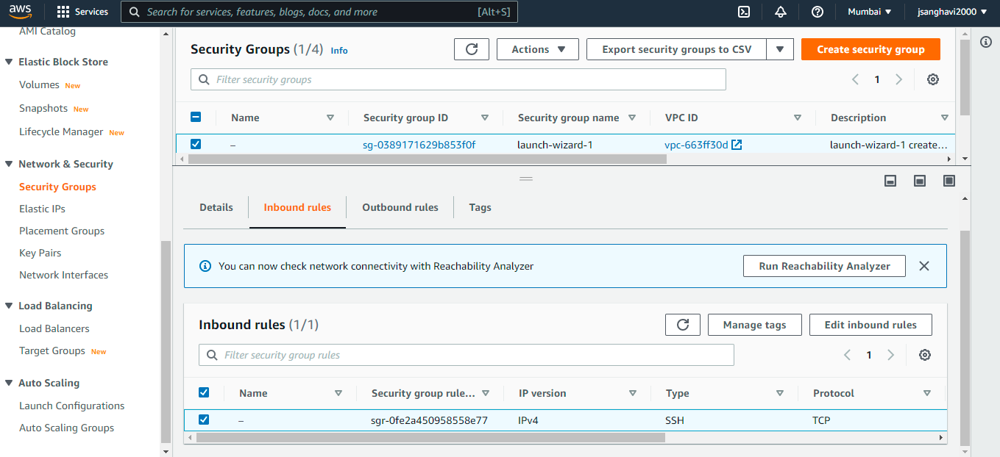 aws Services Search for services, features, blogs, docs, and more [Alt+S] Mumbai jsanghavi2000
AMI Catalog
Elastic Block Store
Volumes New
Snapshots New
Lifecycle Manager New
Network & Security
Security Groups
Elastic IPs
Placement Groups
Key Pairs
Network Interfaces
Load Balancing
Load Balancers
Target Groups New
Auto Scaling
Launch Configurations
Auto Scaling Groups
Security Groups (1/4) Info Actions Export security groups to CSV Create security group
Filter security groups 1
Name Security group ID Security group name VPC ID Description
– sg-0389171629b853f0f launch-wizard-1 vpc-663ff30d launch-wizard-1 create…
Details Inbound rules Outbound rules Tags
You can now check network connectivity with Reachability Analyzer Run Reachability Analyzer
Inbound rules (1/1) Manage tags Edit inbound rules
Filter security group rules 1
Name Security group rule… IP version Type Protocol
– sgr-0fe2a450958558e77 IPv4 SSH TCP